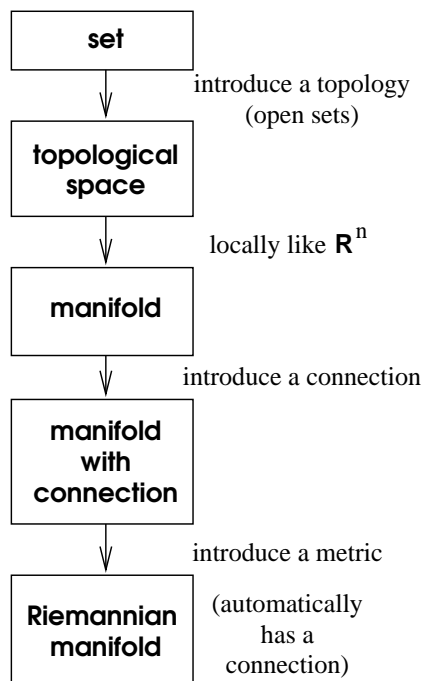 set
introduce a topology
(open sets)
topological
space
locally like R^n
manifold
introduce a connection
manifold
with
connection
introduce a metric
Riemannian
manifold
(automatically
has a
connection)